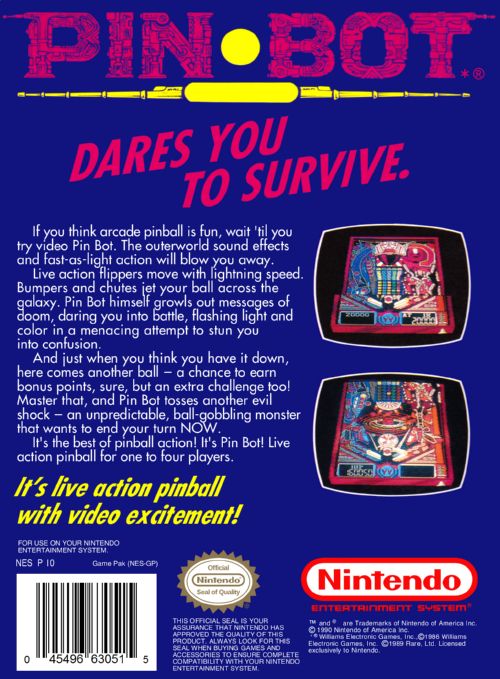 PIN•BOT
*®
DARES YOU
TO SURVIVE.
If you think arcade pinball is fun, wait 'til you
try video Pin Bot. The outerworld sound effects
and fast-as-light action will blow you away.
Live action flippers move with lightning speed.
Bumpers and chutes jet your ball across the
galaxy. Pin Bot himself growls out messages of
doom, daring you into battle, flashing light and
color in a menacing attempt to stun you
into confusion.
And just when you think you have it down,
here comes another ball – a chance to earn
bonus points, sure, but an extra challenge too!
Master that, and Pin Bot tosses another evil
shock – an unpredictable, ball-gobbling monster
that wants to end your turn NOW.
It's the best of pinball action! It's Pin Bot! Live
action pinball for one to four players.
It's live action pinball
with video excitement!
FOR USE ON YOUR NINTENDO
ENTERTAINMENT SYSTEM.
NES P 10 Game Pak (NES-GP)
0 45496 63051 5
Official
Nintendo
Seal of Quality
THIS OFFICIAL SEAL IS YOUR
ASSURANCE THAT NINTENDO HAS
APPROVED THE QUALITY OF THIS
PRODUCT. ALWAYS LOOK FOR THIS
SEAL WHEN BUYING GAMES AND
ACCESSORIES TO ENSURE COMPLETE
COMPATIBILITY WITH YOUR NINTENDO
ENTERTAINMENT SYSTEM.
Nintendo
ENTERTAINMENT SYSTEM®
TM and ® are Trademarks of Nintendo of America Inc.
©1990 Nintendo of America Inc.
*® Williams Electronic Games, Inc.,©1986 Williams
Electronic Games, Inc. ©1989 Rare, Ltd. Licensed
exclusively to Nintendo.